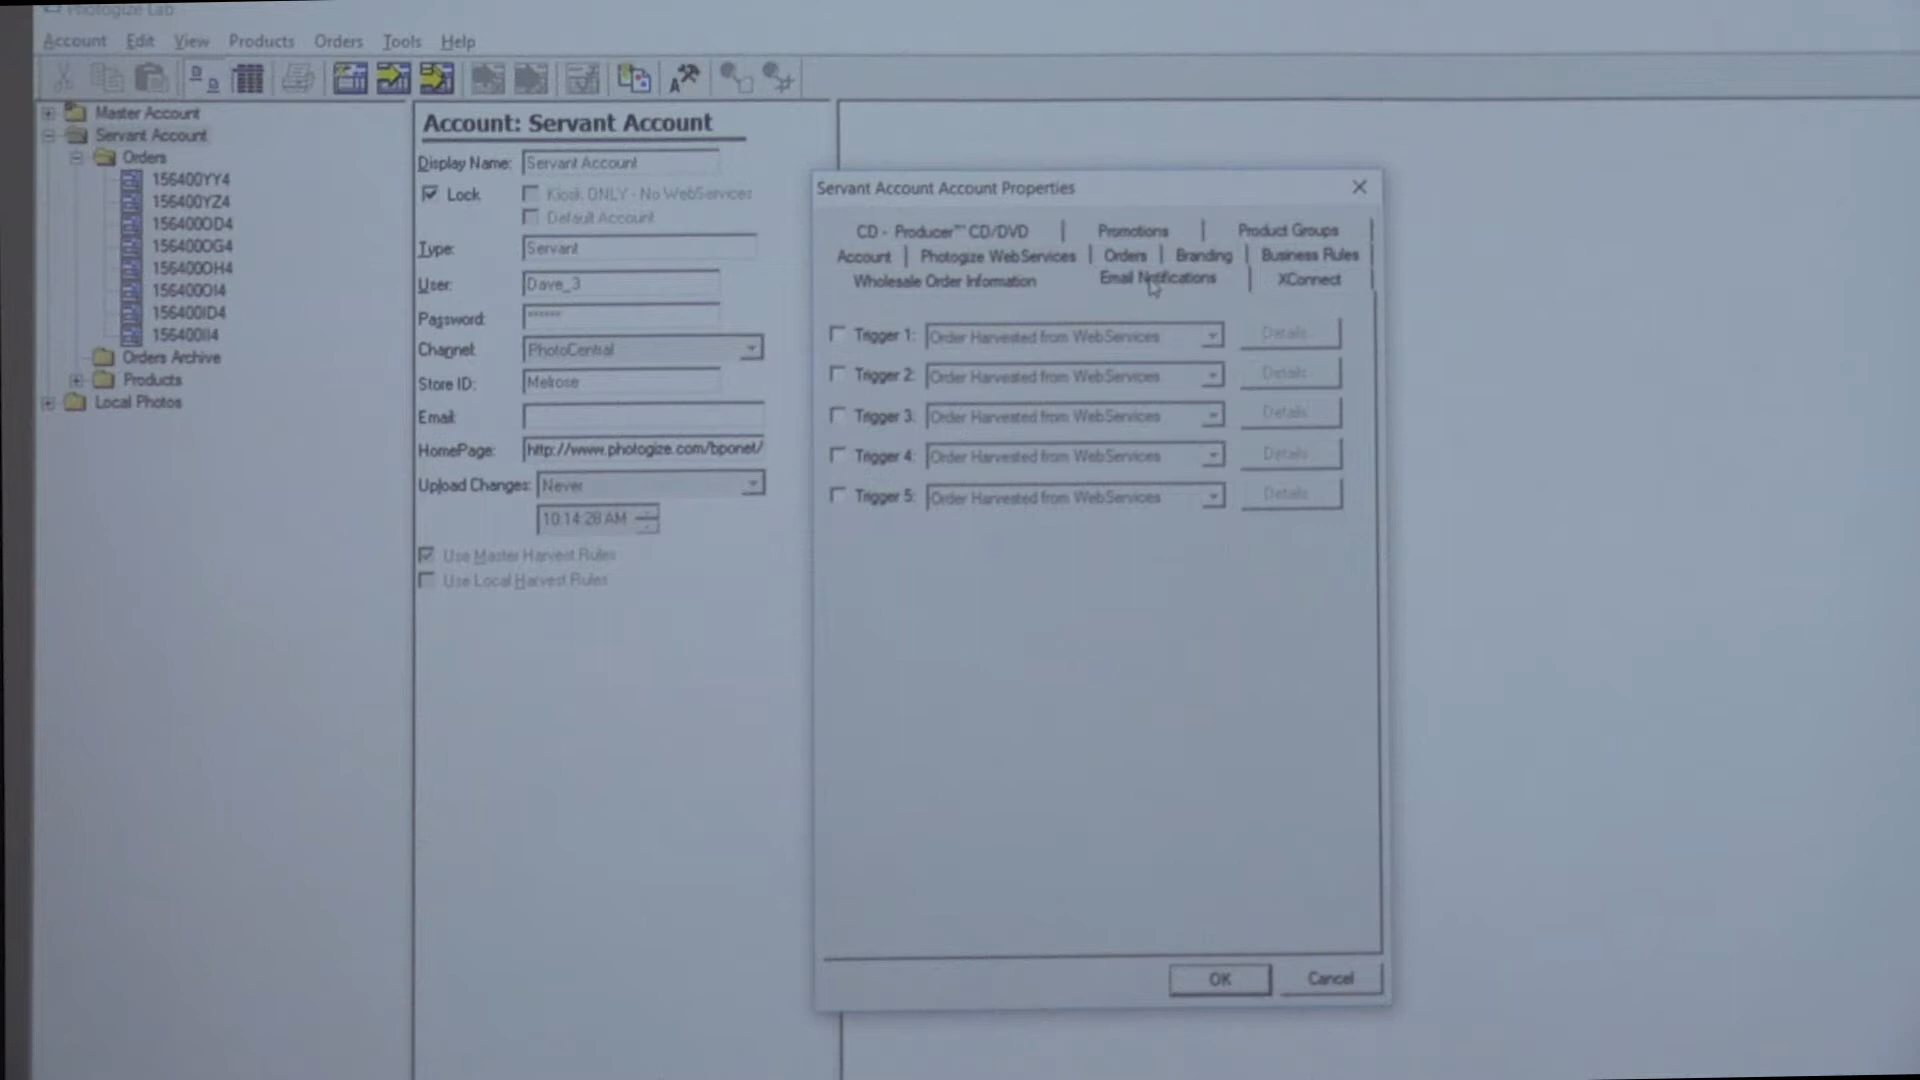 Photogize Lab
Account Edit View Products Orders Tools Help
Master Account
Servant Account
Orders
156400YY4
156400YZ4
156400OD4
156400OG4
156400OH4
156400OI4
156400ID4
156400II4
Orders Archive
Products
Local Photos
Account: Servant Account
Display Name: Servant Account
Lock Kiosk ONLY - No WebServices
Default Account
Type: Servant
User: Dave_3
Password: ******
Channel: PhotoCentral
Store ID: Melrose
Email:
HomePage: http://www.photogize.com/bponet/
Upload Changes: Never
10:14:28 AM
Use Master Harvest Rules
Use Local Harvest Rules
Servant Account Account Properties
CD - Producer™ CD/DVD Promotions Product Groups
Account Photogize WebServices Orders Branding Business Rules
Wholesale Order Information Email Notifications XConnect
Trigger 1: Order Harvested from WebServices Details
Trigger 2: Order Harvested from WebServices Details
Trigger 3: Order Harvested from WebServices Details
Trigger 4: Order Harvested from WebServices Details
Trigger 5: Order Harvested from WebServices Details
OK Cancel